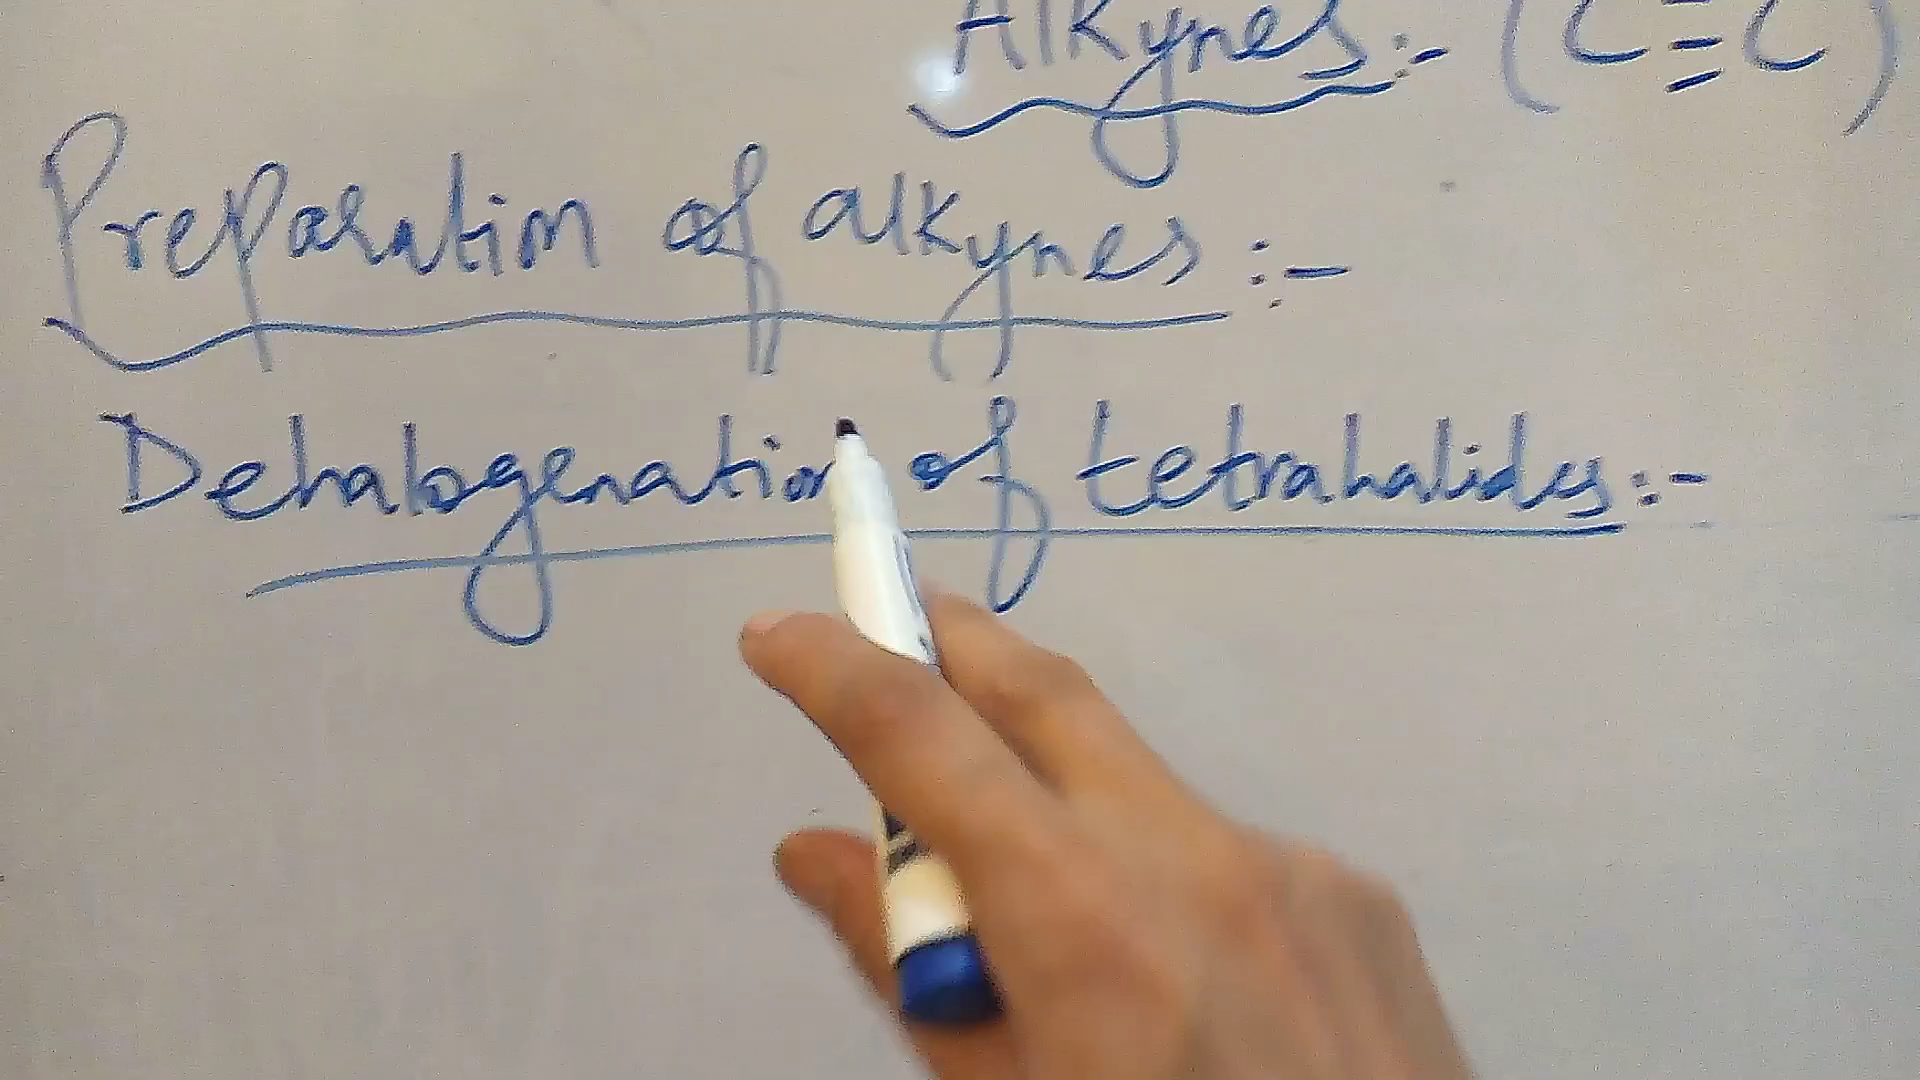 Alkynes:- (C≡C)
Preparation of alkynes:-
Dehalogenation of tetrahalides:-